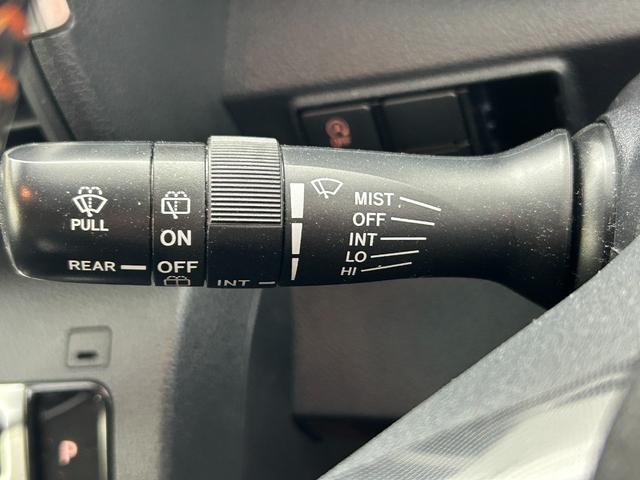 PULL
REAR
ON
OFF
INT
MIST
OFF
INT
LO
HI
P